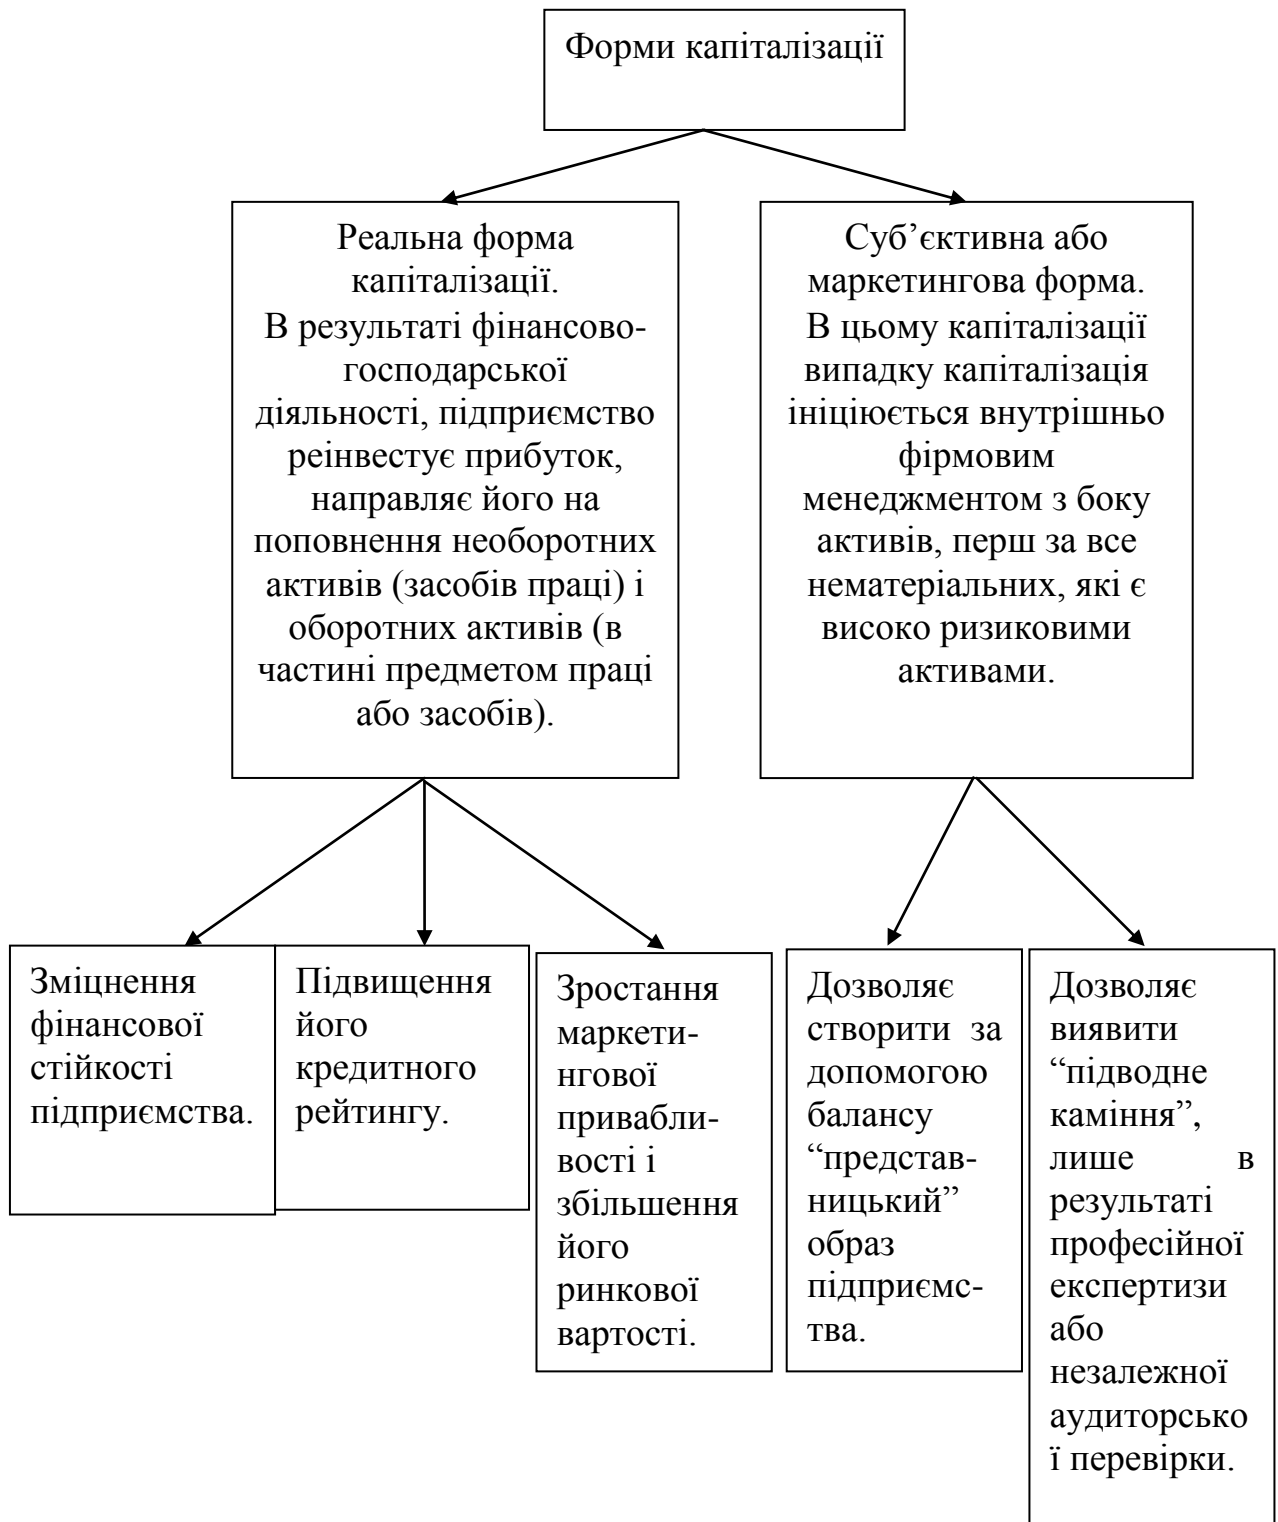 Форми капіталізації
Реальна форма
капіталізації.
В результаті фінансово-
господарської
діяльності, підприємство
реінвестує прибуток,
направляє його на
поповнення необоротних
активів (засобів праці) і
оборотних активів (в
частині предметом праці
або засобів).
Суб’єктивна або
маркетингова форма.
В цьому капіталізації
випадку капіталізація
ініціюється внутрішньо
фірмовим
менеджментом з боку
активів, перш за все
нематеріальних, які є
високо ризиковими
активами.
Зміцнення
фінансової
стійкості
підприємства.
Підвищення
його
кредитного
рейтингу.
Зростання
маркети-
нгової
привабли-
вості і
збільшення
його
ринкової
вартості.
Дозволяє
створити за
допомогою
балансу
“представ-
ницький”
образ
підприємс-
тва.
Дозволяє
виявити
“підводне
каміння”,
лише в
результаті
професійної
експертизи
або
незалежної
аудиторсько
ї перевірки.